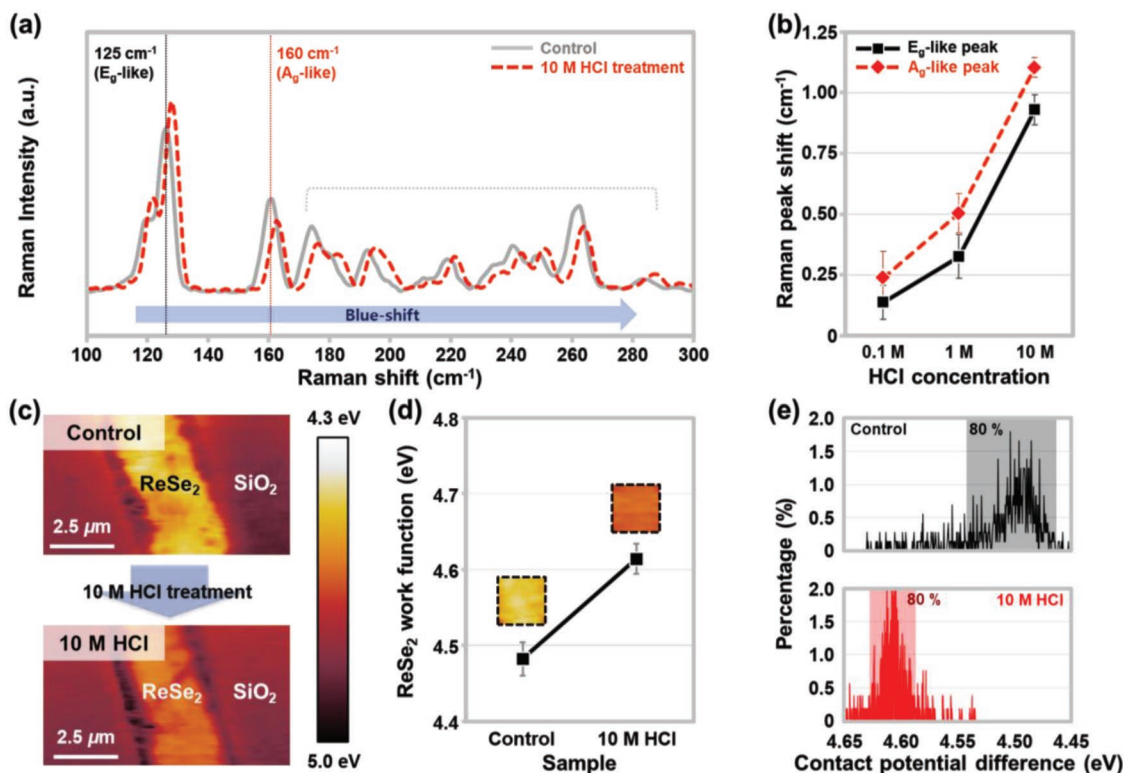 (a)
125 cm⁻¹
(Eg-like)
160 cm⁻¹
(Ag-like)
Control
10 M HCl treatment
Raman Intensity (a.u.)
Blue-shift
100 120 140 160 180 200 220 240 260 300
Raman shift (cm⁻¹)
(b)
1.25
1.00
0.75
0.50
0.25
0
Eg-like peak
Ag-like peak
Raman peak shift (cm⁻¹)
0.1 M 1 M 10 M
HCl concentration
(c)
Control
ReSe₂
SiO₂
2.5 μm
10 M HCl treatment
10 M HCl
ReSe₂
SiO₂
2.5 μm
4.3 eV
5.0 eV
(d)
4.8
4.7
4.6
4.5
4.4
ReSe₂ work function (eV)
Control 10 M HCl
Sample
(e)
2.0
1.5
1.0
0.5
0
Control
80 %
Percentage (%)
2.0
1.5
1.0
0.5
0
80 %
10 M HCl
4.65 4.60 4.55 4.50 4.45
Contact potential difference (eV)